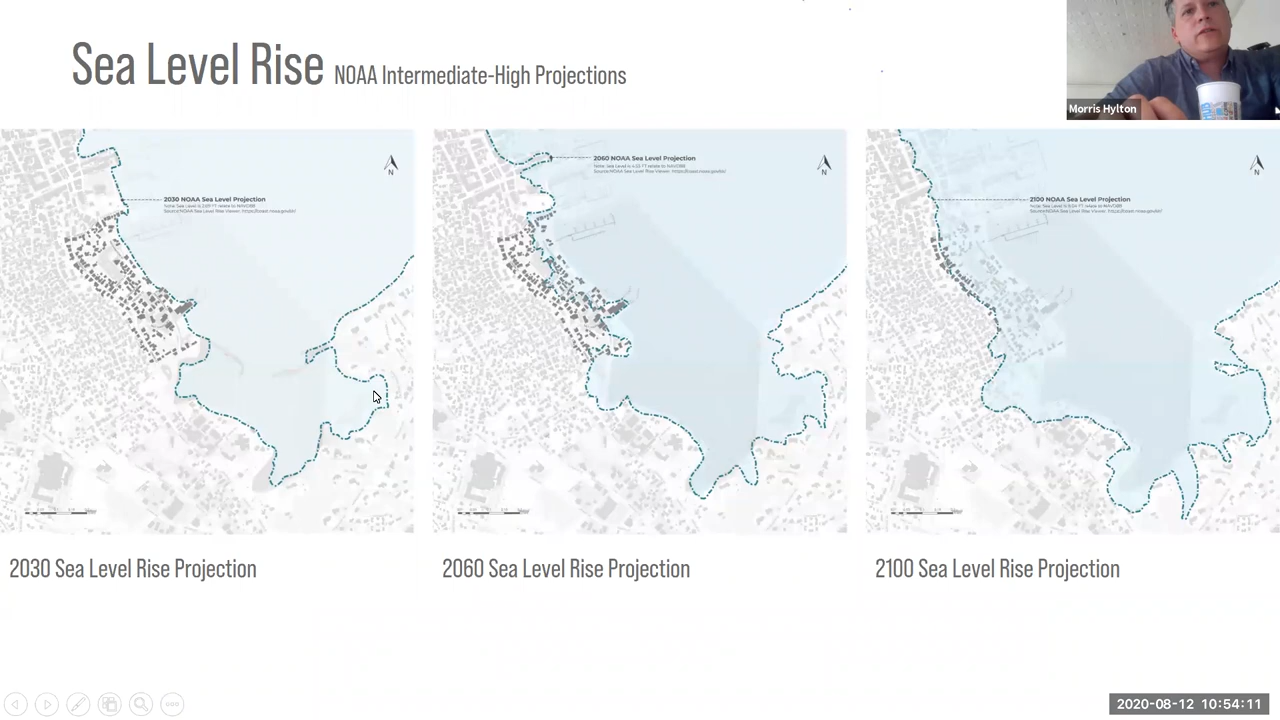 Sea Level Rise NOAA Intermediate-High Projections
Morris Hylton
N
2030 NOAA Sea Level Projection
N
2060 NOAA Sea Level Projection
N
2100 NOAA Sea Level Projection
2030 Sea Level Rise Projection
2060 Sea Level Rise Projection
2100 Sea Level Rise Projection
2020-08-12 10:54:11